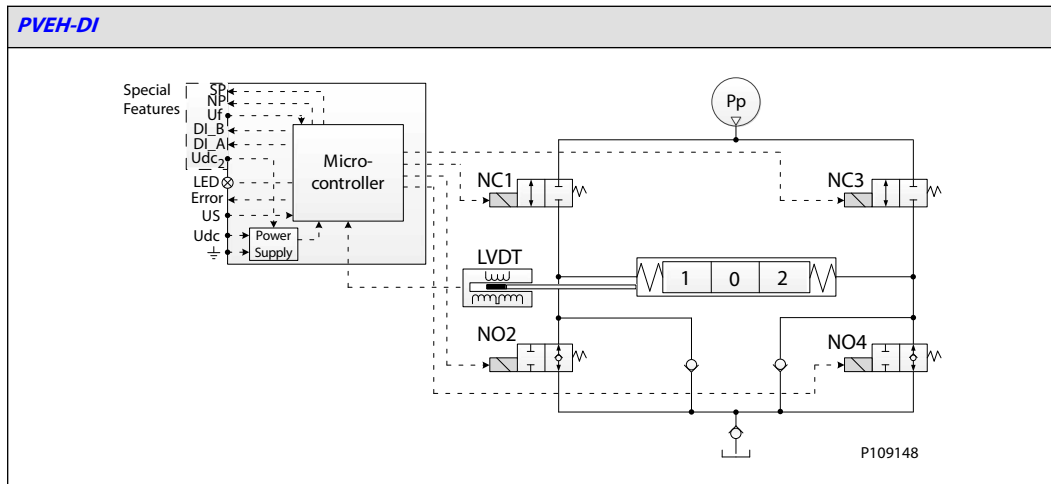 PVEH-DI
Special
Features
SP
NP
Uf
DI_B
DI_A
Udc2
LED
Error
US
Udc
Micro-
controller
Power
Supply
Pp
NC1
NC3
LVDT
1 0 2
NO2
NO4
P109148